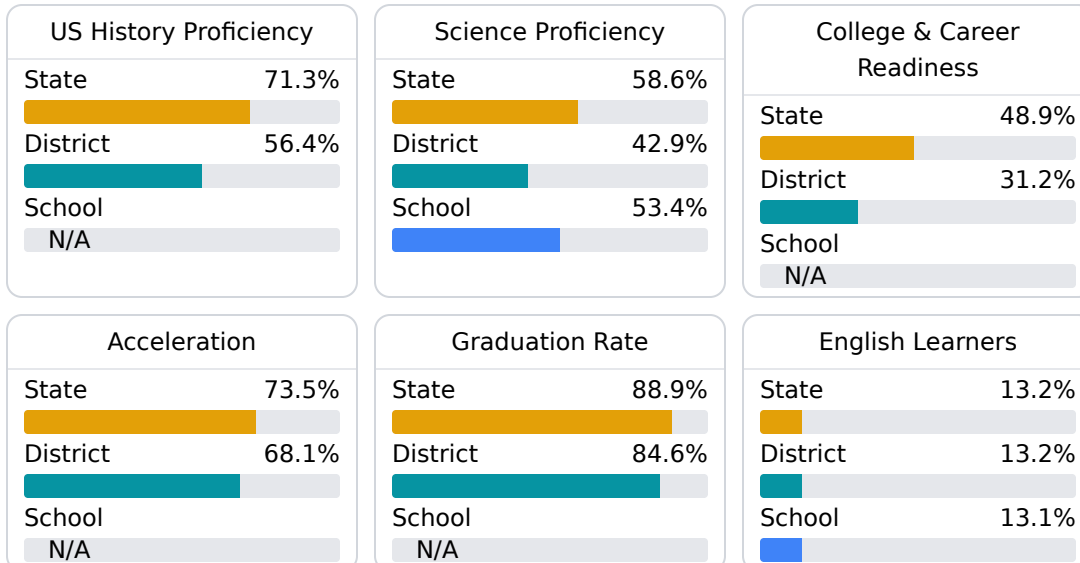 US History Proficiency
State 71.3%
District 56.4%
School
N/A
Science Proficiency
State 58.6%
District 42.9%
School 53.4%
College & Career
Readiness
State 48.9%
District 31.2%
School
N/A
Acceleration
State 73.5%
District 68.1%
School
N/A
Graduation Rate
State 88.9%
District 84.6%
School
N/A
English Learners
State 13.2%
District 13.2%
School 13.1%